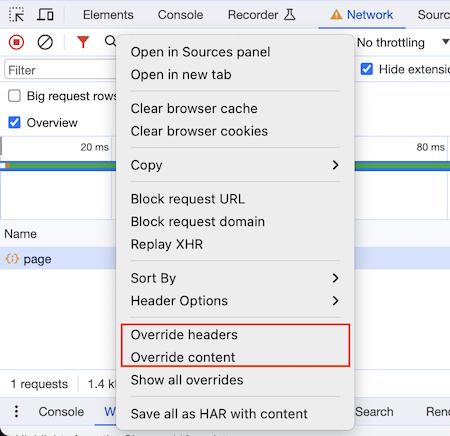 Elements Console Recorder Network Sourc
No throttling
Filter
Hide extensio
Big request rows
Overview
20 ms
80 ms
Name
page
1 requests 1.4 k
Console
W
Search
Ren
Open in Sources panel
Open in new tab
Clear browser cache
Clear browser cookies
Copy
Block request URL
Block request domain
Replay XHR
Sort By
Header Options
Override headers
Override content
Show all overrides
Save all as HAR with content